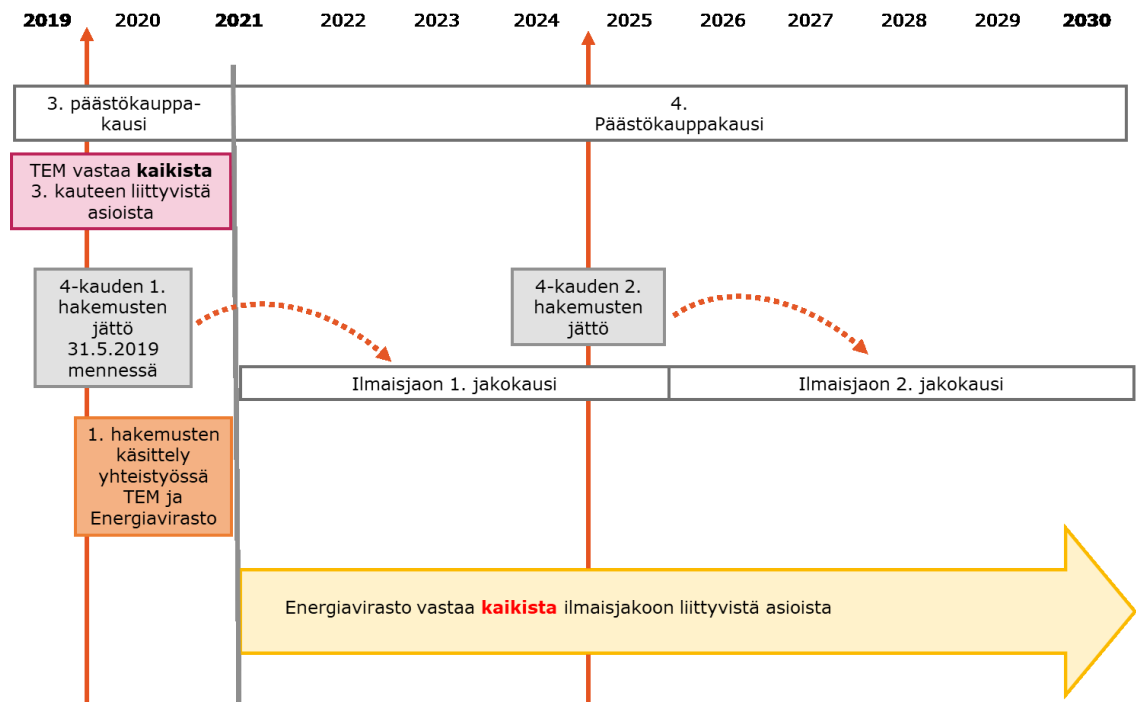 2019 2020 2021 2022 2023 2024 2025 2026 2027 2028 2029 2030
3. päästökauppa-
kausi
4.
Päästökauppakausi
TEM vastaa kaikista
3. kauteen liittyvistä
asioista
4-kauden 1.
hakemusten
jättö
31.5.2019
mennessä
4-kauden 2.
hakemusten
jättö
Ilmaisjaon 1. jakokausi
Ilmaisjaon 2. jakokausi
1. hakemusten
käsittely
yhteistyössä
TEM ja
Energiavirasto
Energiavirasto vastaa kaikista ilmaisjakoon liittyvistä asioista